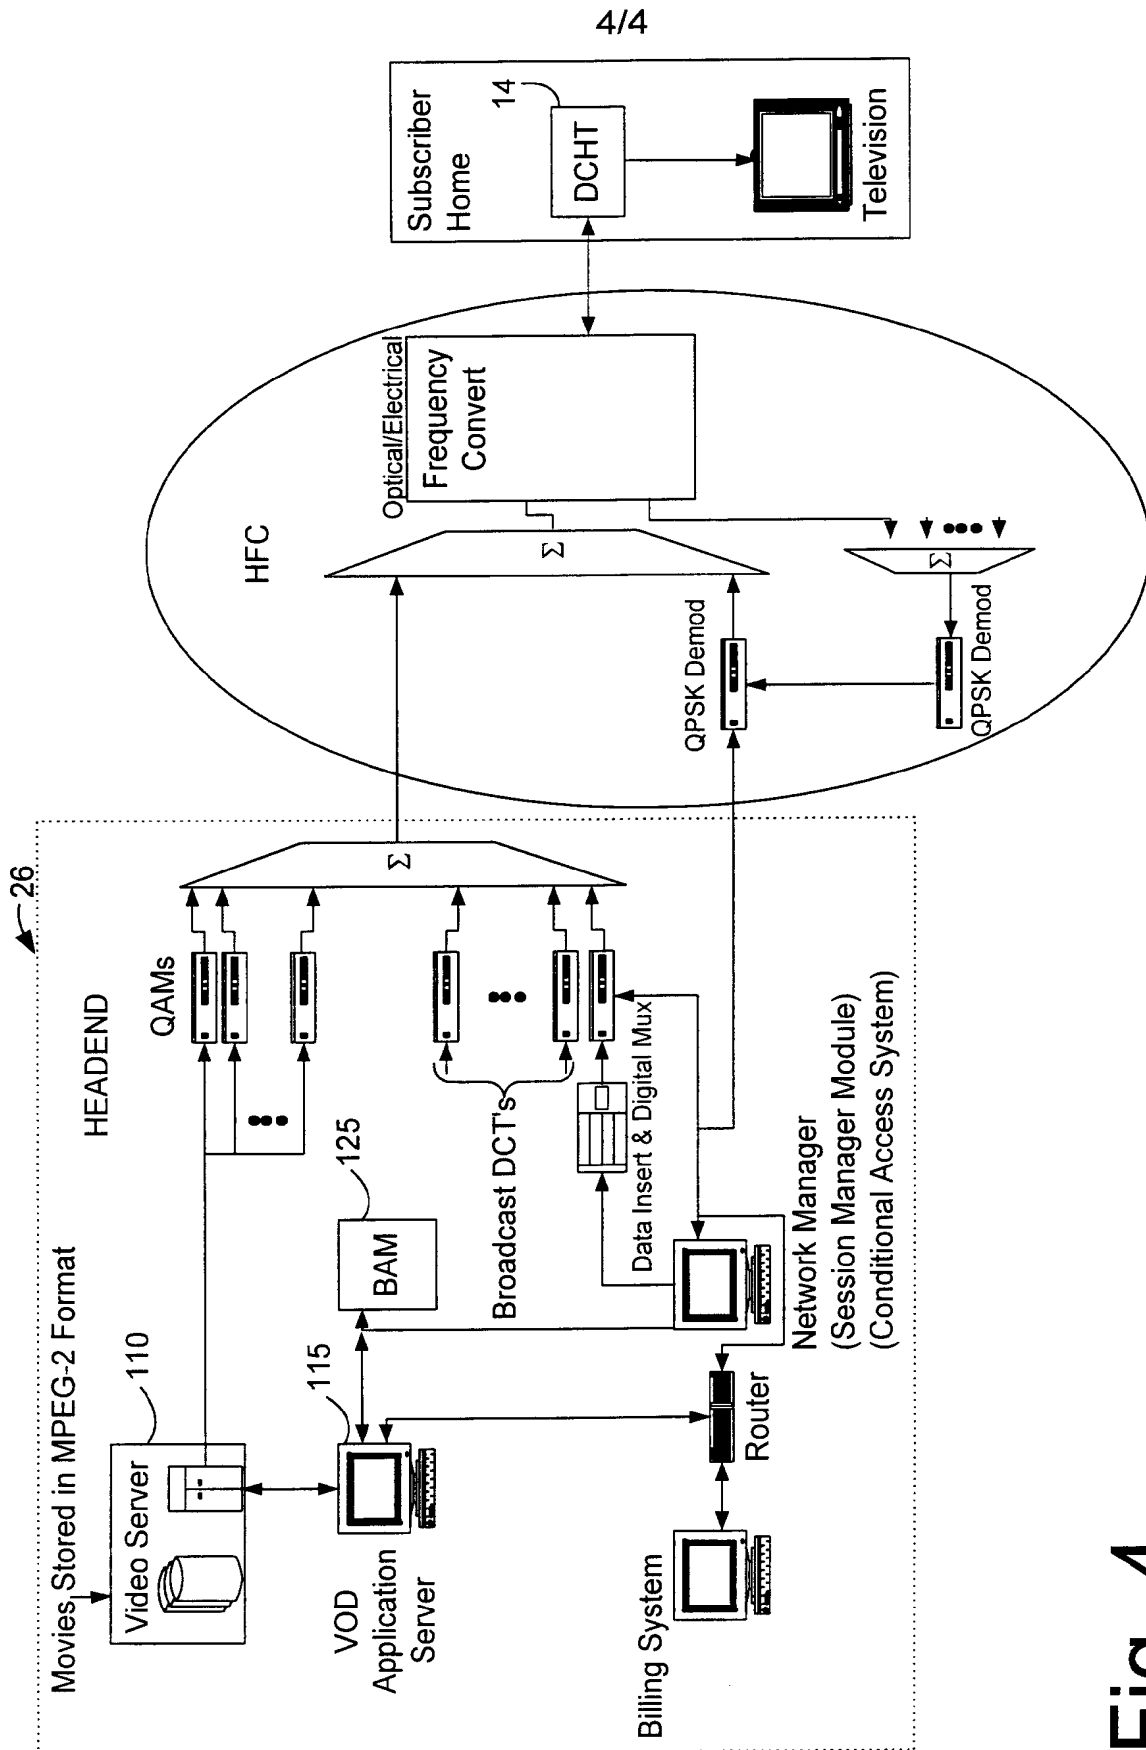 4/4
26
Movies Stored in MPEG-2 Format
HEADEND
Video Server
110
QAMs
Σ
VOD
Application
Server
115
BAM
125
Broadcast DCT's
Data Insert & Digital Mux
Billing System
Router
Network Manager
(Session Manager Module)
(Conditional Access System)
HFC
Optical/Electrical
Frequency
Convert
Σ
QPSK Demod
Σ
QPSK Demod
Subscriber
Home
14
DCHT
Television
Fig. 4